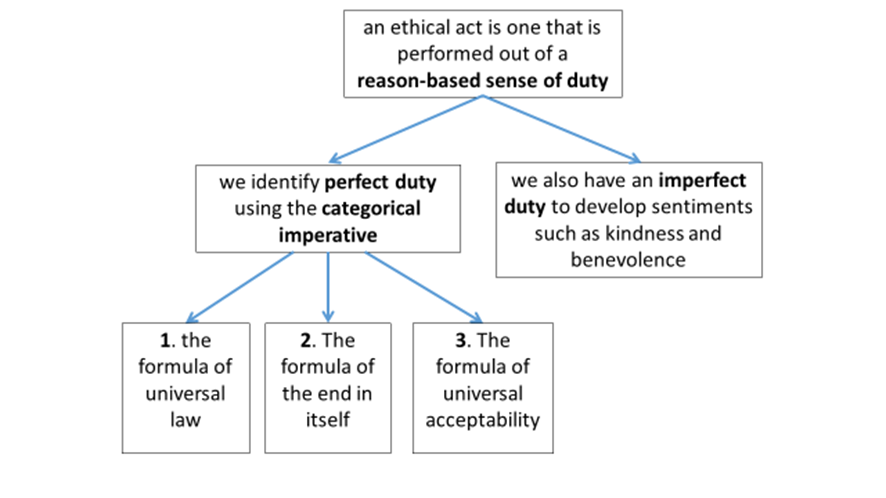 an ethical act is one that is
performed out of a
reason-based sense of duty
we identify perfect duty
using the categorical
imperative
we also have an imperfect
duty to develop sentiments
such as kindness and
benevolence
1. the
formula of
universal
law
2. The
formula of
the end in
itself
3. The
formula of
universal
acceptability